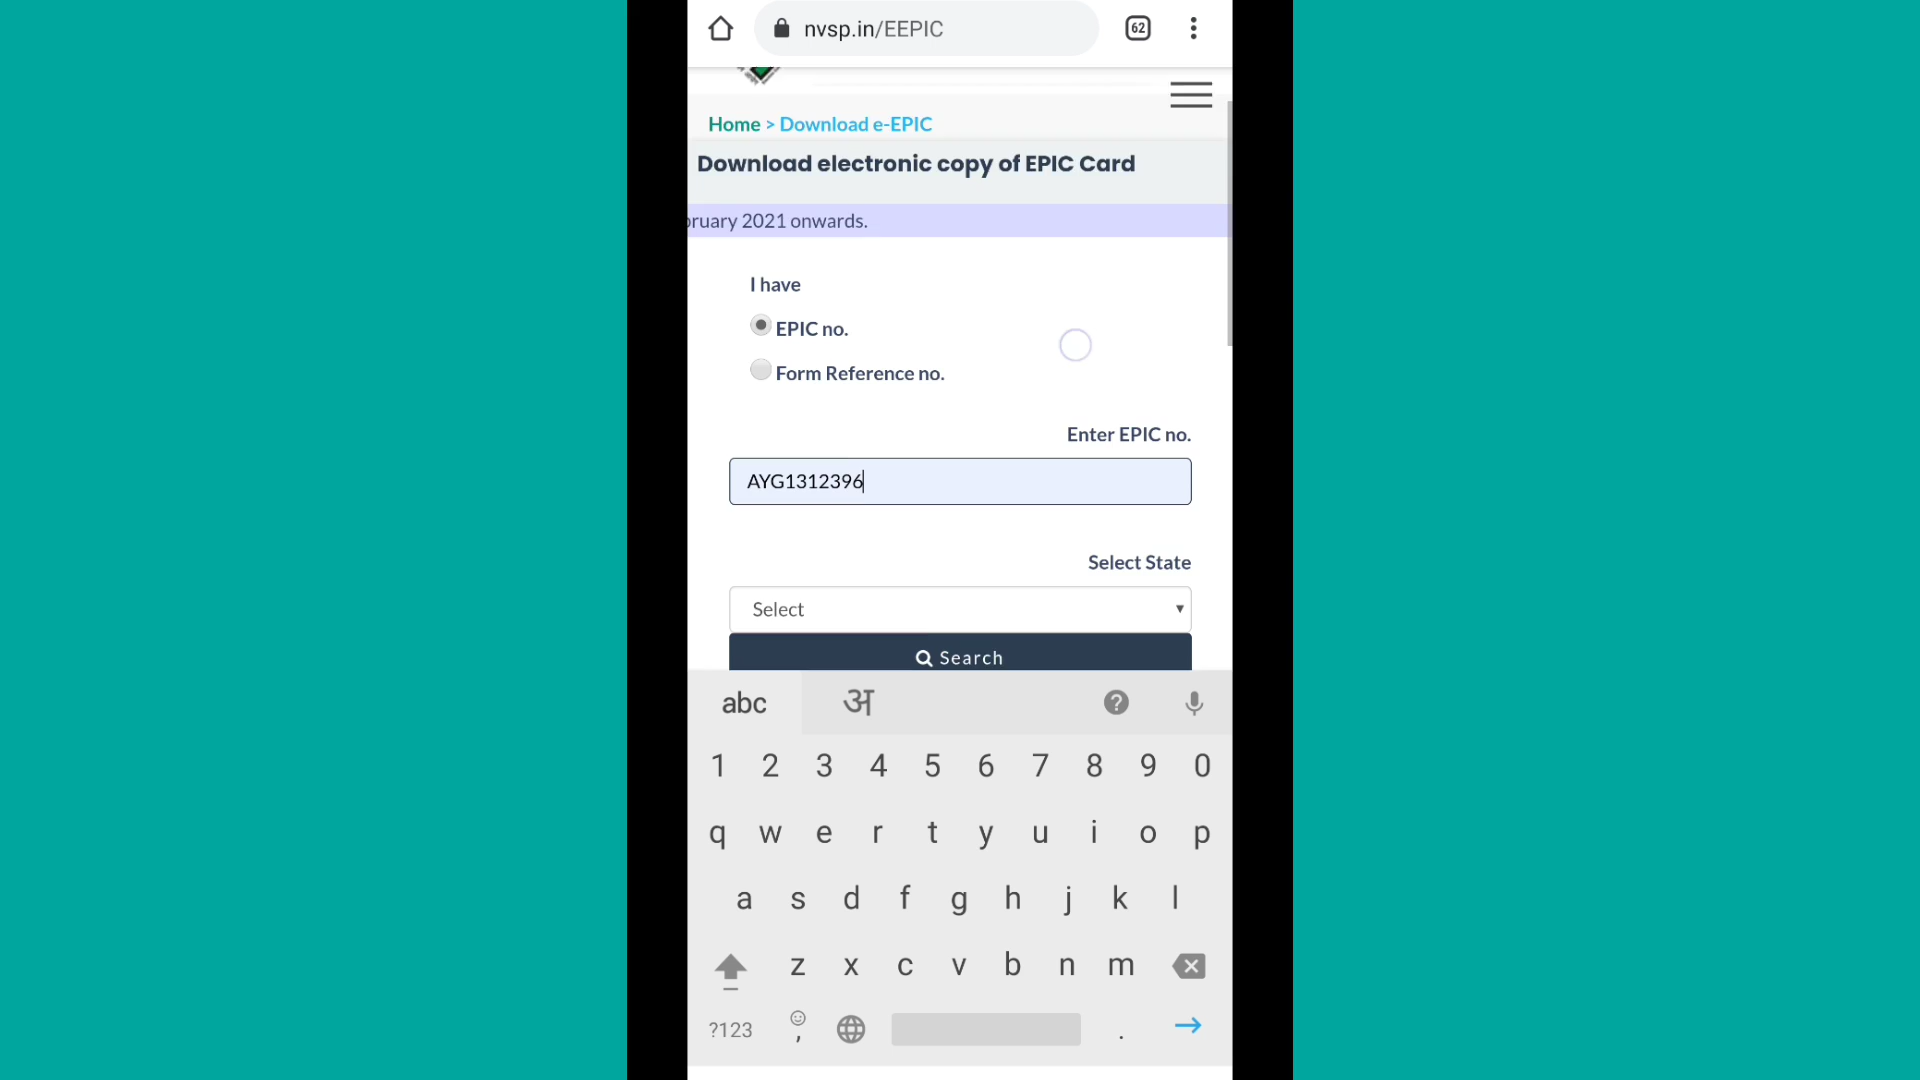 nvsp.in/EEPIC
62
Home > Download e-EPIC
Download electronic copy of EPIC Card
bruary 2021 onwards.
I have
EPIC no.
Form Reference no.
Enter EPIC no.
AYG1312396
Select State
Select
Search
abc अ
1 2 3 4 5 6 7 8 9 0
q w e r t y u i o p
a s d f g h j k l
z x c v b n m
?123 , .